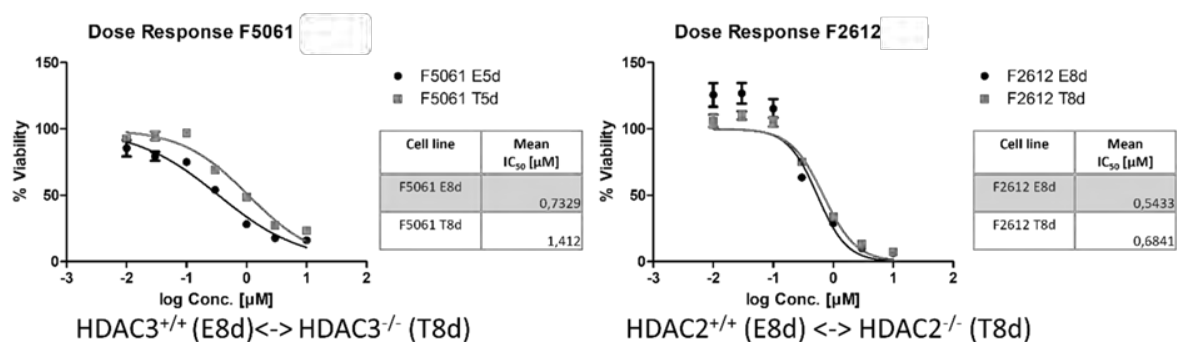 Dose Response F5061
150
100
50
0
% Viability
-3 -2 -1 0 1 2
log Conc. [µM]
F5061 E5d
F5061 T5d
Cell line Mean IC₅₀ [µM]
F5061 E8d 0,7329
F5061 T8d 1,412
HDAC3⁺/⁺ (E8d)<-> HDAC3⁻/⁻ (T8d)
Dose Response F2612
150
100
50
0
% Viability
-3 -2 -1 0 1 2
log Conc. [µM]
F2612 E8d
F2612 T8d
Cell line Mean IC₅₀ [µM]
F2612 E8d 0,5433
F2612 T8d 0,6841
HDAC2⁺/⁺ (E8d) <-> HDAC2⁻/⁻ (T8d)